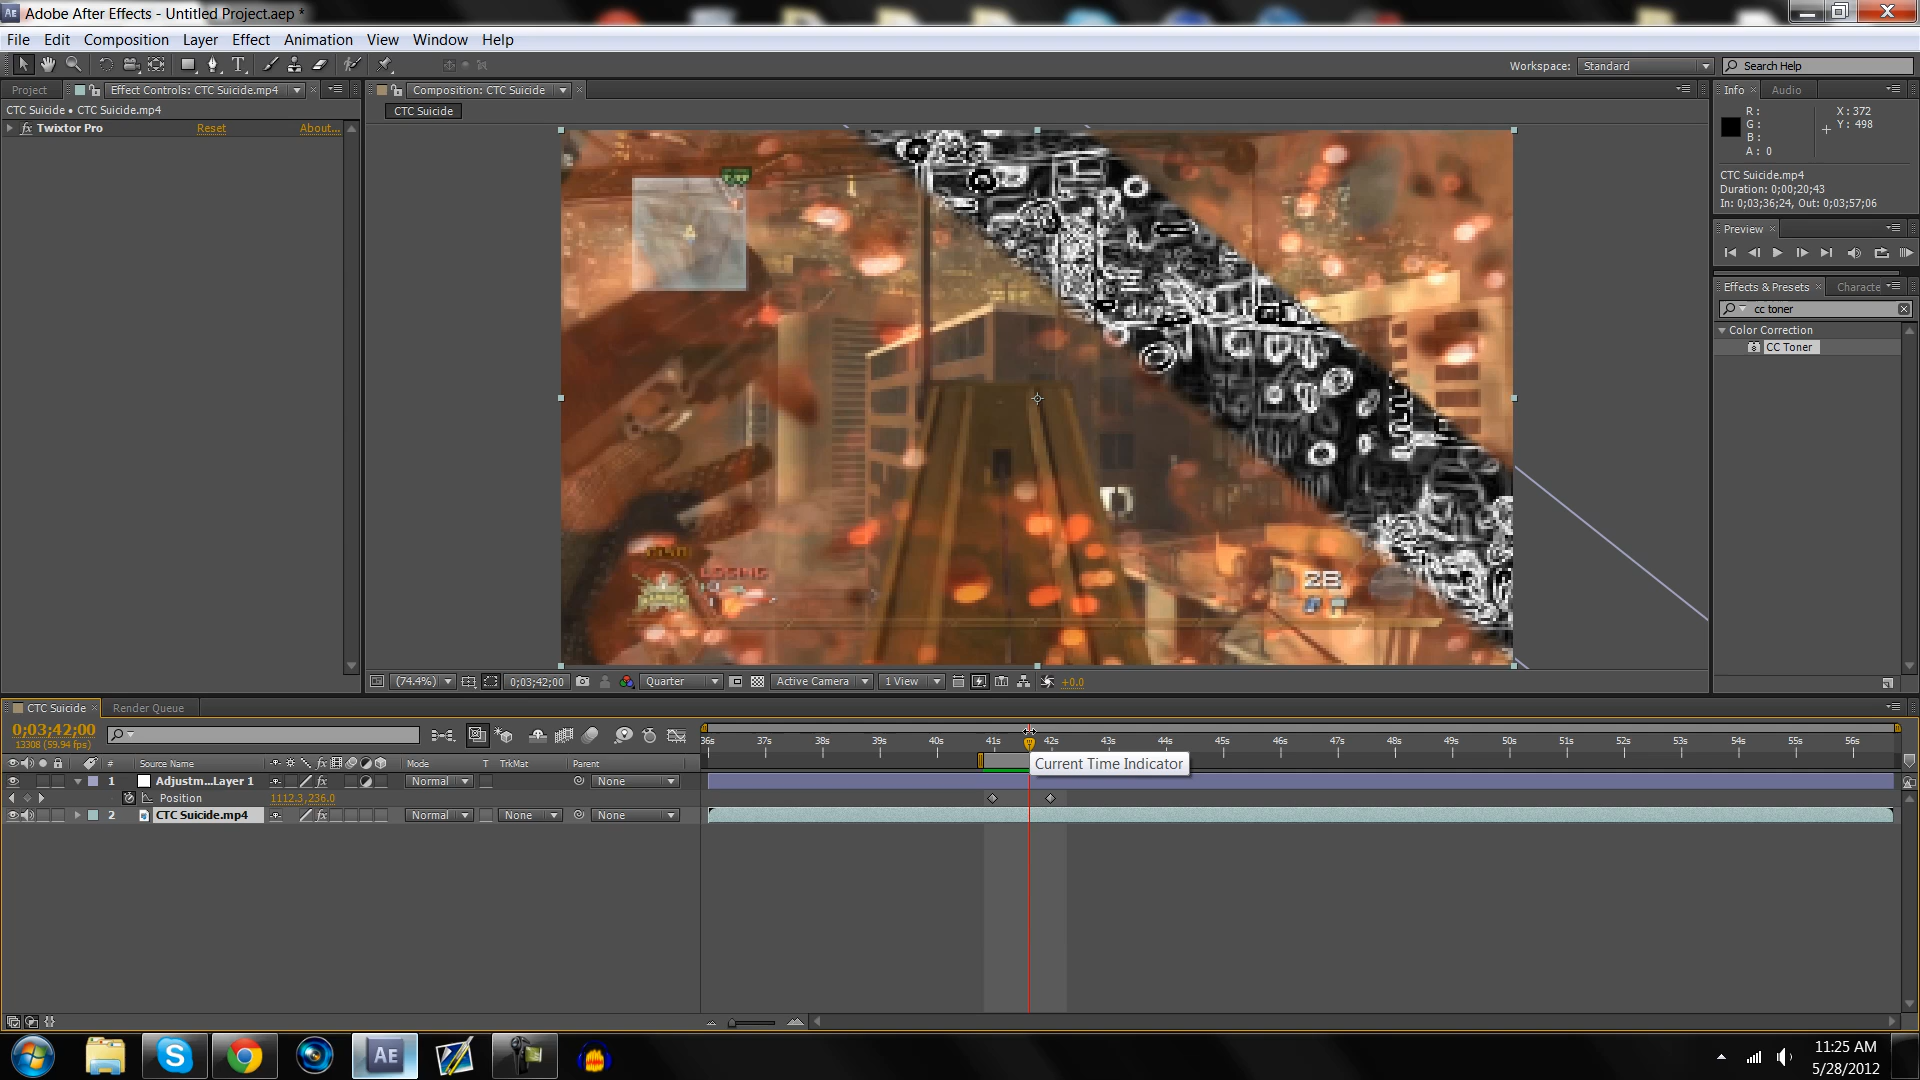 Adobe After Effects - Untitled Project.aep *
File Edit Composition Layer Effect Animation View Window Help
Workspace: Standard Search Help
Project Effect Controls: CTC Suicide.mp4
CTC Suicide • CTC Suicide.mp4
fx Twixtor Pro Reset About...
Composition: CTC Suicide
CTC Suicide
LOSING
28
(74.4%) 0;03;42;00 Quarter Active Camera 1 View +0.0
Info Audio
R: X: 372
G: Y: 498
B:
A: 0
CTC Suicide.mp4
Duration: 0;00;20;43
In: 0;03;36;24, Out: 0;03;57;06
Preview
Effects & Presets Characte
cc toner
Color Correction
CC Toner
CTC Suicide Render Queue
0;03;42;00
13308 (59.94 fps)
# Source Name Mode T TrkMat Parent
36s 37s 38s 39s 40s 41s 42s 43s 44s 45s 46s 47s 48s 49s 50s 51s 52s 53s 54s 55s 56s
Current Time Indicator
1 Adjustm...Layer 1 fx Normal None
Position 1112.3,236.0
2 CTC Suicide.mp4 fx Normal None None
AE
11:25 AM
5/28/2012